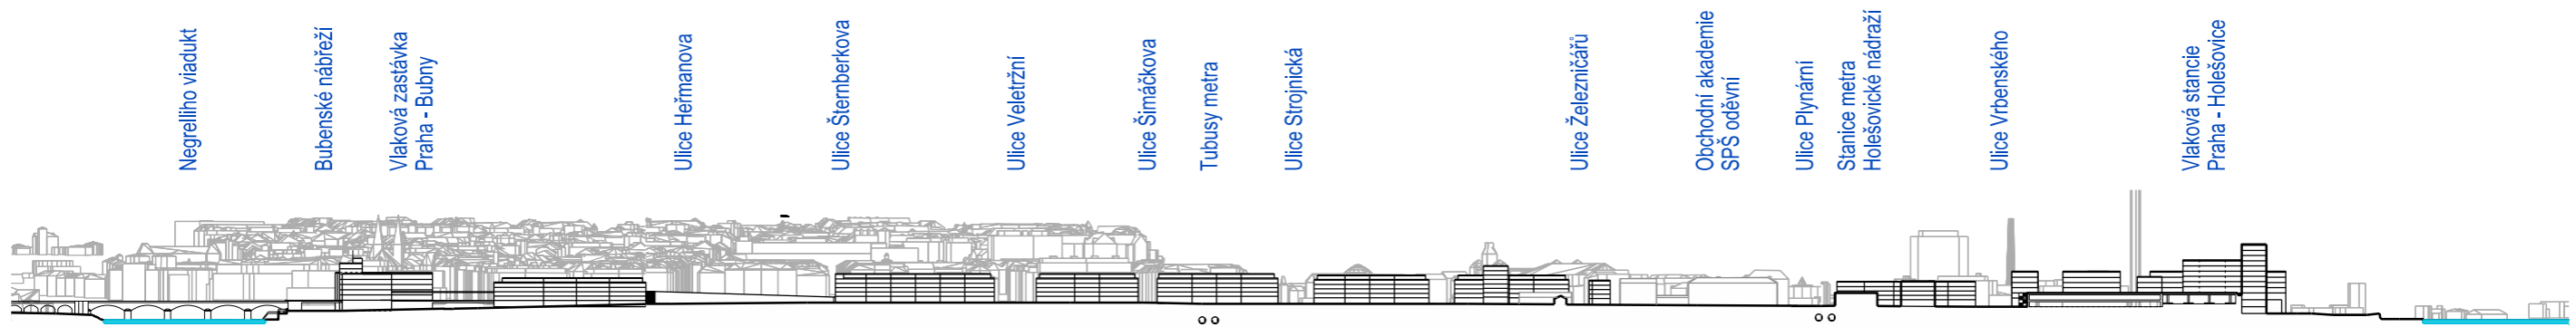 Negrelliho viadukt
Bubenské nábřeží
Vlaková zastávka
Praha - Bubny
Ulice Heřmanova
Ulice Šternberkova
Ulice Veletržní
Ulice Šimáčkova
Tubusy metra
Ulice Strojnická
Ulice Železničářů
Obchodní akademie
SPŠ oděvní
Ulice Plynární
Stanice metra
Holešovické nádraží
Ulice Vrbenského
Vlaková stancie
Praha - Holešovice